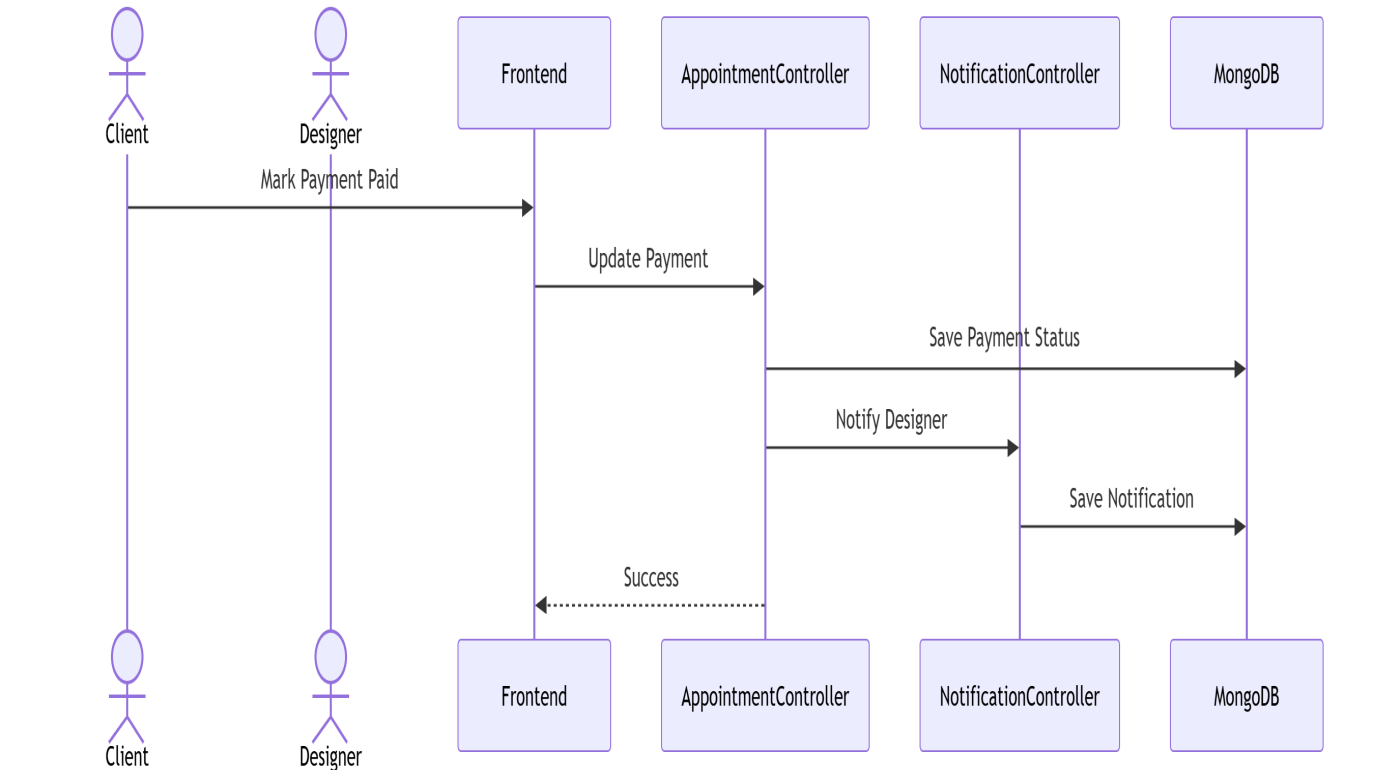 Client
Designer
Frontend
AppointmentController
NotificationController
MongoDB
Mark Payment Paid
Update Payment
Save Payment Status
Notify Designer
Save Notification
Success
Client
Designer
Frontend
AppointmentController
NotificationController
MongoDB